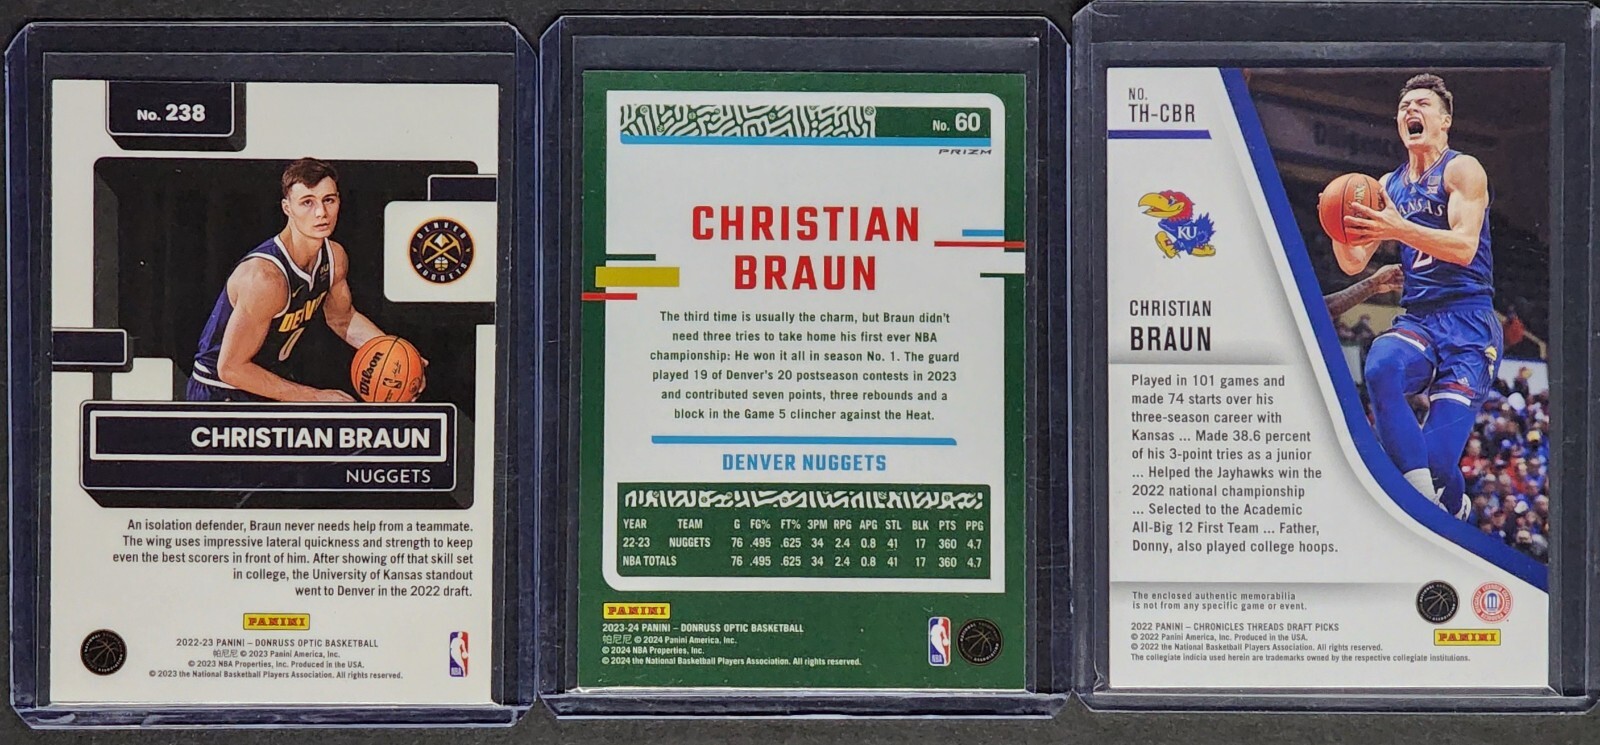 No. 238
DENVER
NUGGETS
DEN
0
Wilson
CHRISTIAN BRAUN
NUGGETS
An isolation defender, Braun never needs help from a teammate.
The wing uses impressive lateral quickness and strength to keep
even the best scorers in front of him. After showing off that skill set
in college, the University of Kansas standout
went to Denver in the 2022 draft.
PANINI
2022-23 PANINI – DONRUSS OPTIC BASKETBALL
帕尼尼 © 2023 Panini America, Inc.
© 2023 NBA Properties, Inc. Produced in the USA.
© 2023 the National Basketball Players Association. All rights reserved.
No. 60
PRIZM
CHRISTIAN
BRAUN
The third time is usually the charm, but Braun didn't
need three tries to take home his first ever NBA
championship: He won it all in season No. 1. The guard
played 19 of Denver's 20 postseason contests in 2023
and contributed seven points, three rebounds and a
block in the Game 5 clincher against the Heat.
DENVER NUGGETS
YEAR TEAM G FG% FT% 3PM RPG APG STL BLK PTS PPG
22-23 NUGGETS 76 .495 .625 34 2.4 0.8 41 17 360 4.7
NBA TOTALS 76 .495 .625 34 2.4 0.8 41 17 360 4.7
PANINI
2023-24 PANINI – DONRUSS OPTIC BASKETBALL
帕尼尼 © 2024 Panini America, Inc.
© 2024 NBA Properties, Inc.
© 2024 the National Basketball Players Association. All rights reserved.
NBA
NO.
TH-CBR
KU
KANSAS
CHRISTIAN
BRAUN
Played in 101 games and
made 74 starts over his
three-season career with
Kansas ... Made 38.6 percent
of his 3-point tries as a junior
... Helped the Jayhawks win the
2022 national championship
... Selected to the Academic
All-Big 12 First Team ... Father,
Donny, also played college hoops.
The enclosed authentic memorabilia
is not from any specific game or event.
2022 PANINI – CHRONICLES THREADS DRAFT PICKS
© 2022 Panini America, Inc. Produced in the USA.
© 2022 Panini America, Inc. All rights reserved.
The collegiate indicia used herein are trademarks owned by the respective collegiate institutions.
PANINI